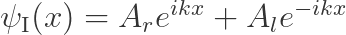 ψ_I(x) = A_r e^{ikx} + A_l e^{-ikx}